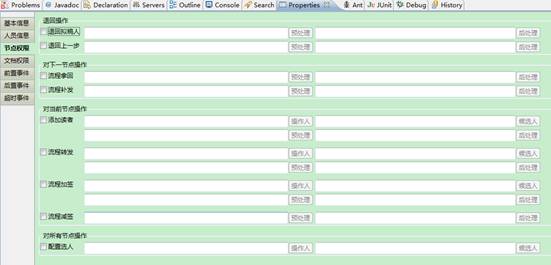 Problems @ Javadoc Declaration Servers Outline Console Search Properties Ant JUnit Debug History
基本信息
人员信息
节点权限
文档权限
前置事件
后置事件
超时事件
退回操作
退回拟稿人 预处理 后处理
退回上一步 预处理 后处理
对下一节点操作
流程拿回 预处理 后处理
流程补发 预处理 后处理
对当前节点操作
添加读者 操作人 候选人
预处理 后处理
流程转发 操作人 候选人
预处理 后处理
流程加签 操作人 候选人
预处理 后处理
流程减签 预处理 后处理
对所有节点操作
配置选人 操作人 候选人
预处理 后处理